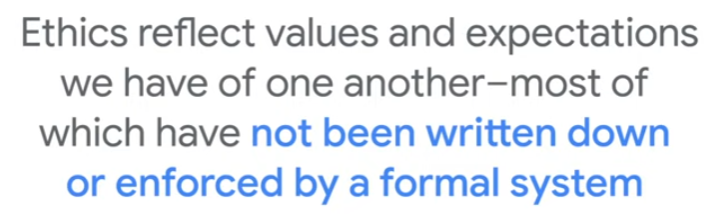 Ethics reflect values and expectations
we have of one another–most of
which have not been written down
or enforced by a formal system